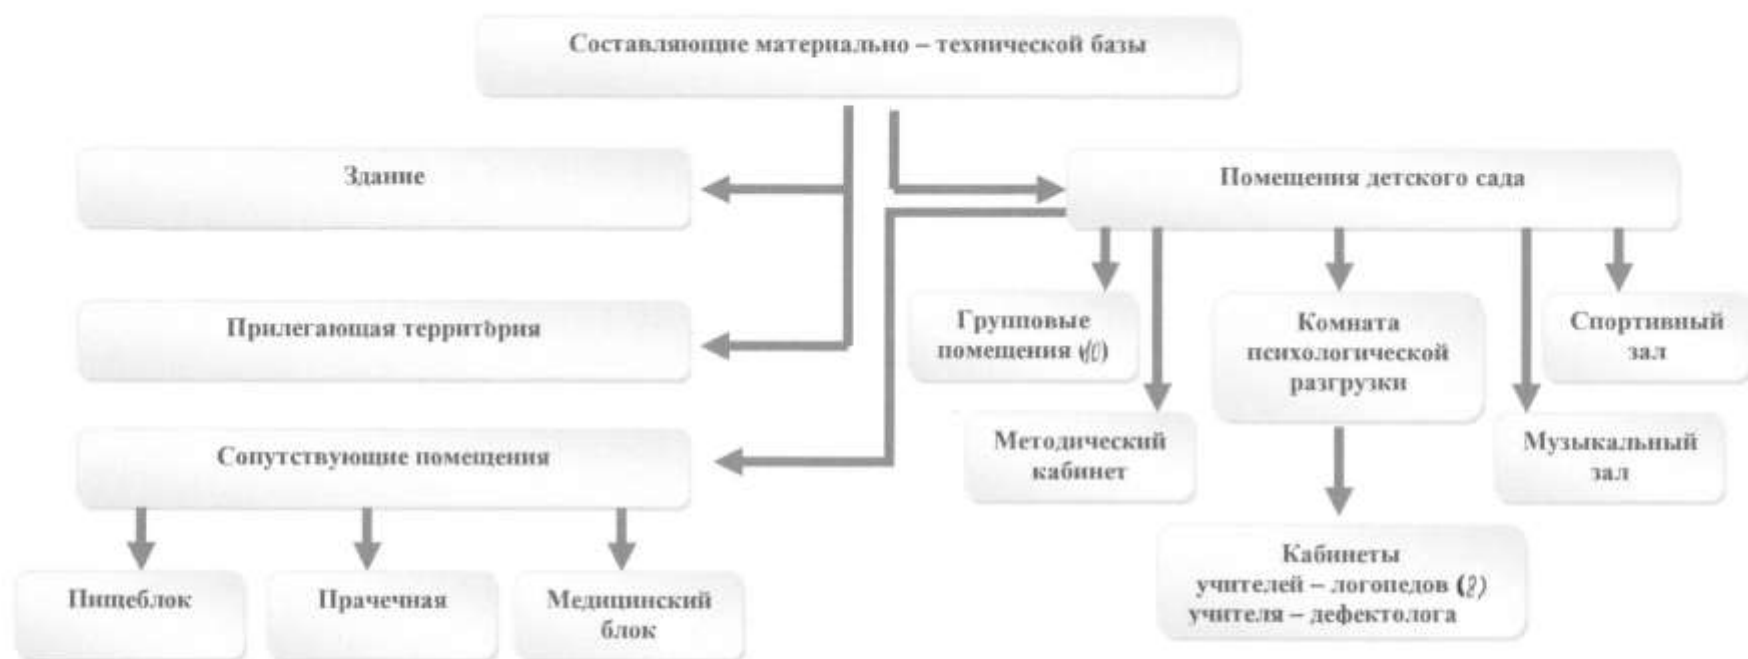 Составляющие материально – технической базы
Здание
Помещения детского сада
Прилегающая территория
Групповые
помещения
Комната
психологической
разгрузки
Спортивный
зал
Сопутствующие помещения
Методический
кабинет
Музыкальный
зал
Пищеблок
Прачечная
Медицинский
блок
Кабинеты
учителей – логопедов
учителя – дефектолога